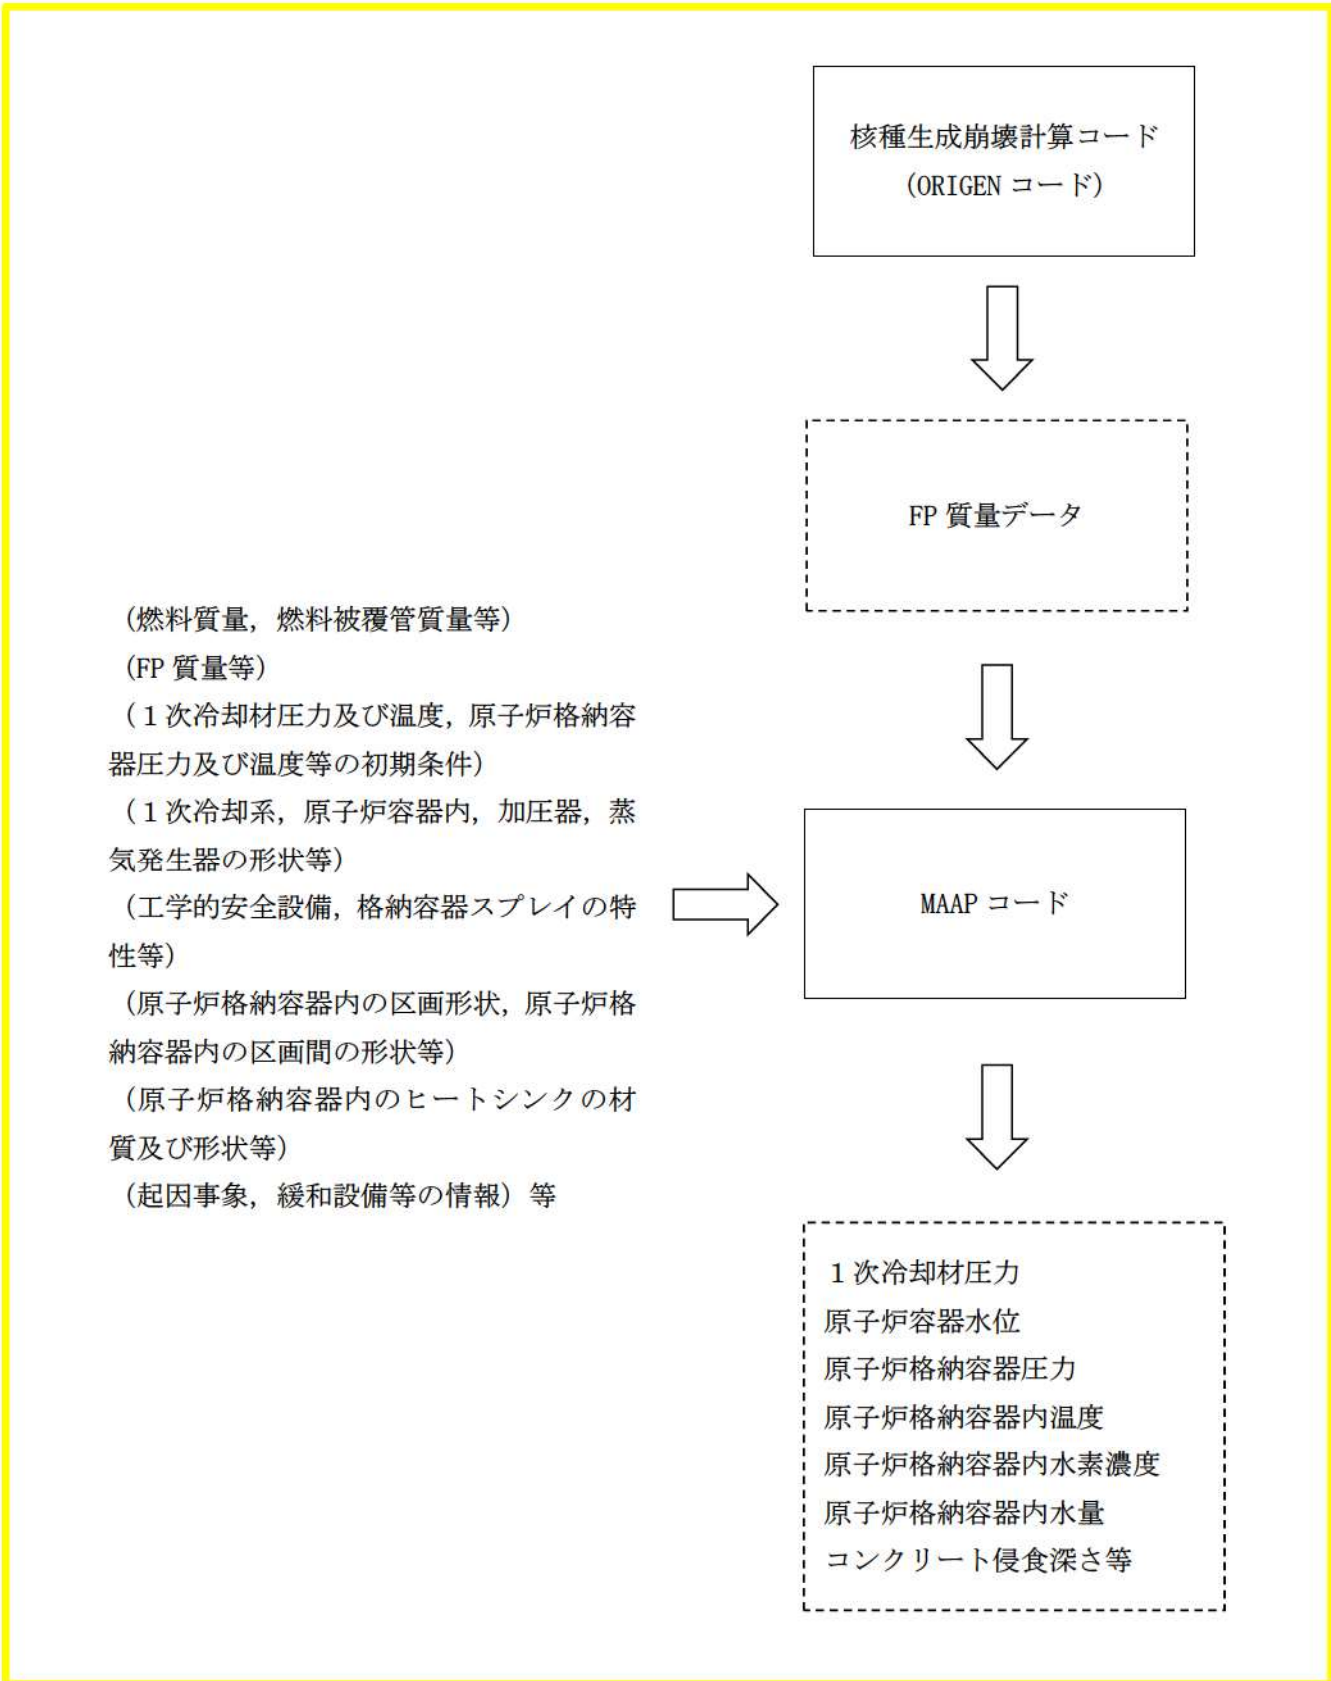 核種生成崩壊計算コード
(ORIGEN コード)
FP 質量データ
(燃料質量，燃料被覆管質量等)
(FP 質量等)
(１次冷却材圧力及び温度，原子炉格納容
器圧力及び温度等の初期条件)
(１次冷却系，原子炉容器内，加圧器，蒸
気発生器の形状等)
(工学的安全設備，格納容器スプレイの特
性等)
(原子炉格納容器内の区画形状，原子炉格
納容器内の区画間の形状等)
(原子炉格納容器内のヒートシンクの材
質及び形状等)
(起因事象，緩和設備等の情報) 等
MAAP コード
１次冷却材圧力
原子炉容器水位
原子炉格納容器圧力
原子炉格納容器内温度
原子炉格納容器内水素濃度
原子炉格納容器内水量
コンクリート侵食深さ等